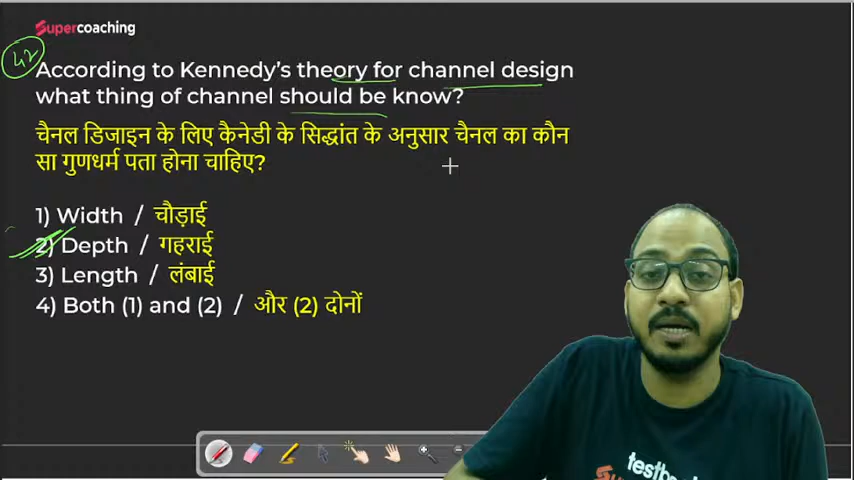 Supercoaching
42
According to Kennedy's theory for channel design
what thing of channel should be know?
चैनल डिजाइन के लिए कैनेडी के सिद्धांत के अनुसार चैनल का कौन
सा गुणधर्म पता होना चाहिए?
1) Width / चौड़ाई
2) Depth / गहराई
3) Length / लंबाई
4) Both (1) and (2) / और (2) दोनों
testbo